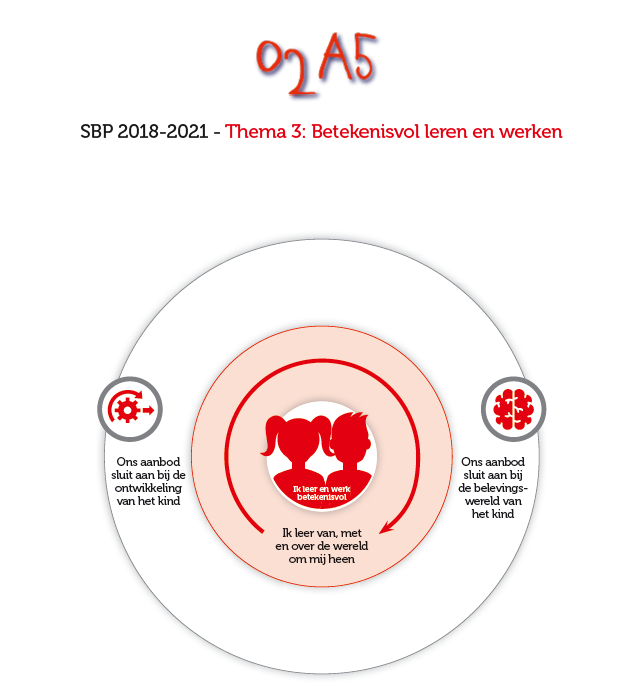 O2A5
SBP 2018-2021 - Thema 3: Betekenisvol leren en werken
Ons aanbod
sluit aan bij de
ontwikkeling
van het kind
Ik leer en werk
betekenisvol
Ik leer van, met
en over de wereld
om mij heen
Ons aanbod
sluit aan bij
de belevings-
wereld van
het kind